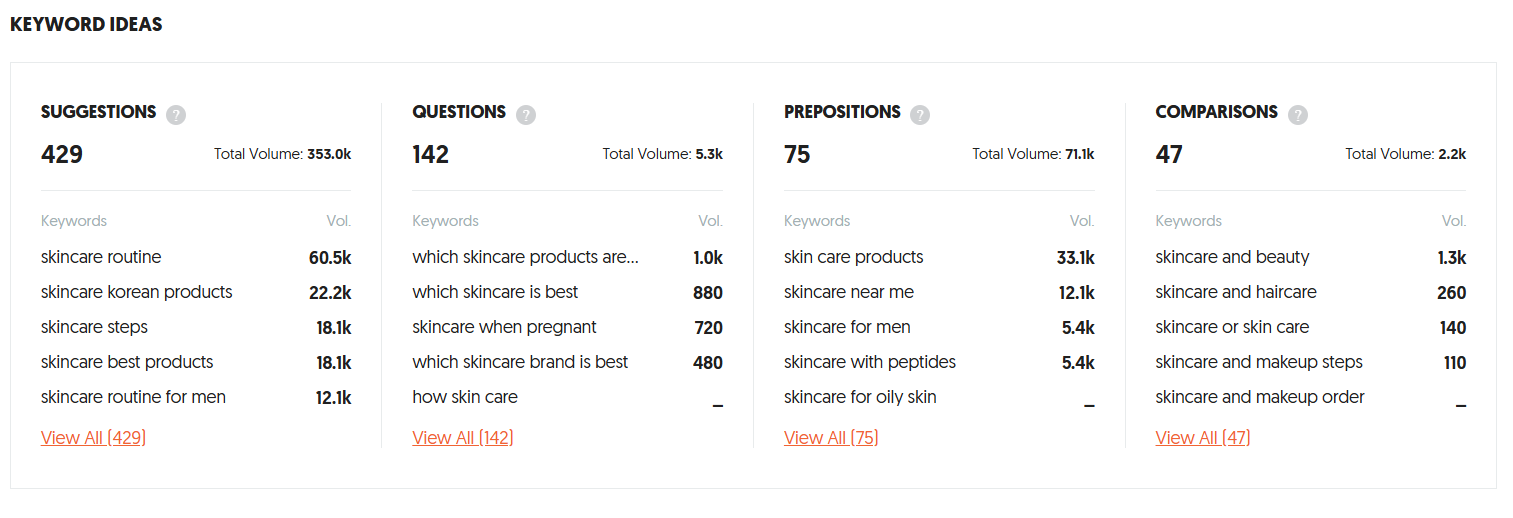 KEYWORD IDEAS
SUGGESTIONS ?
429 Total Volume: 353.0k
Keywords Vol.
skincare routine 60.5k
skincare korean products 22.2k
skincare steps 18.1k
skincare best products 18.1k
skincare routine for men 12.1k
View All (429)
QUESTIONS ?
142 Total Volume: 5.3k
Keywords Vol.
which skincare products are... 1.0k
which skincare is best 880
skincare when pregnant 720
which skincare brand is best 480
how skin care –
View All (142)
PREPOSITIONS ?
75 Total Volume: 71.1k
Keywords Vol.
skin care products 33.1k
skincare near me 12.1k
skincare for men 5.4k
skincare with peptides 5.4k
skincare for oily skin –
View All (75)
COMPARISONS ?
47 Total Volume: 2.2k
Keywords Vol.
skincare and beauty 1.3k
skincare and haircare 260
skincare or skin care 140
skincare and makeup steps 110
skincare and makeup order –
View All (47)